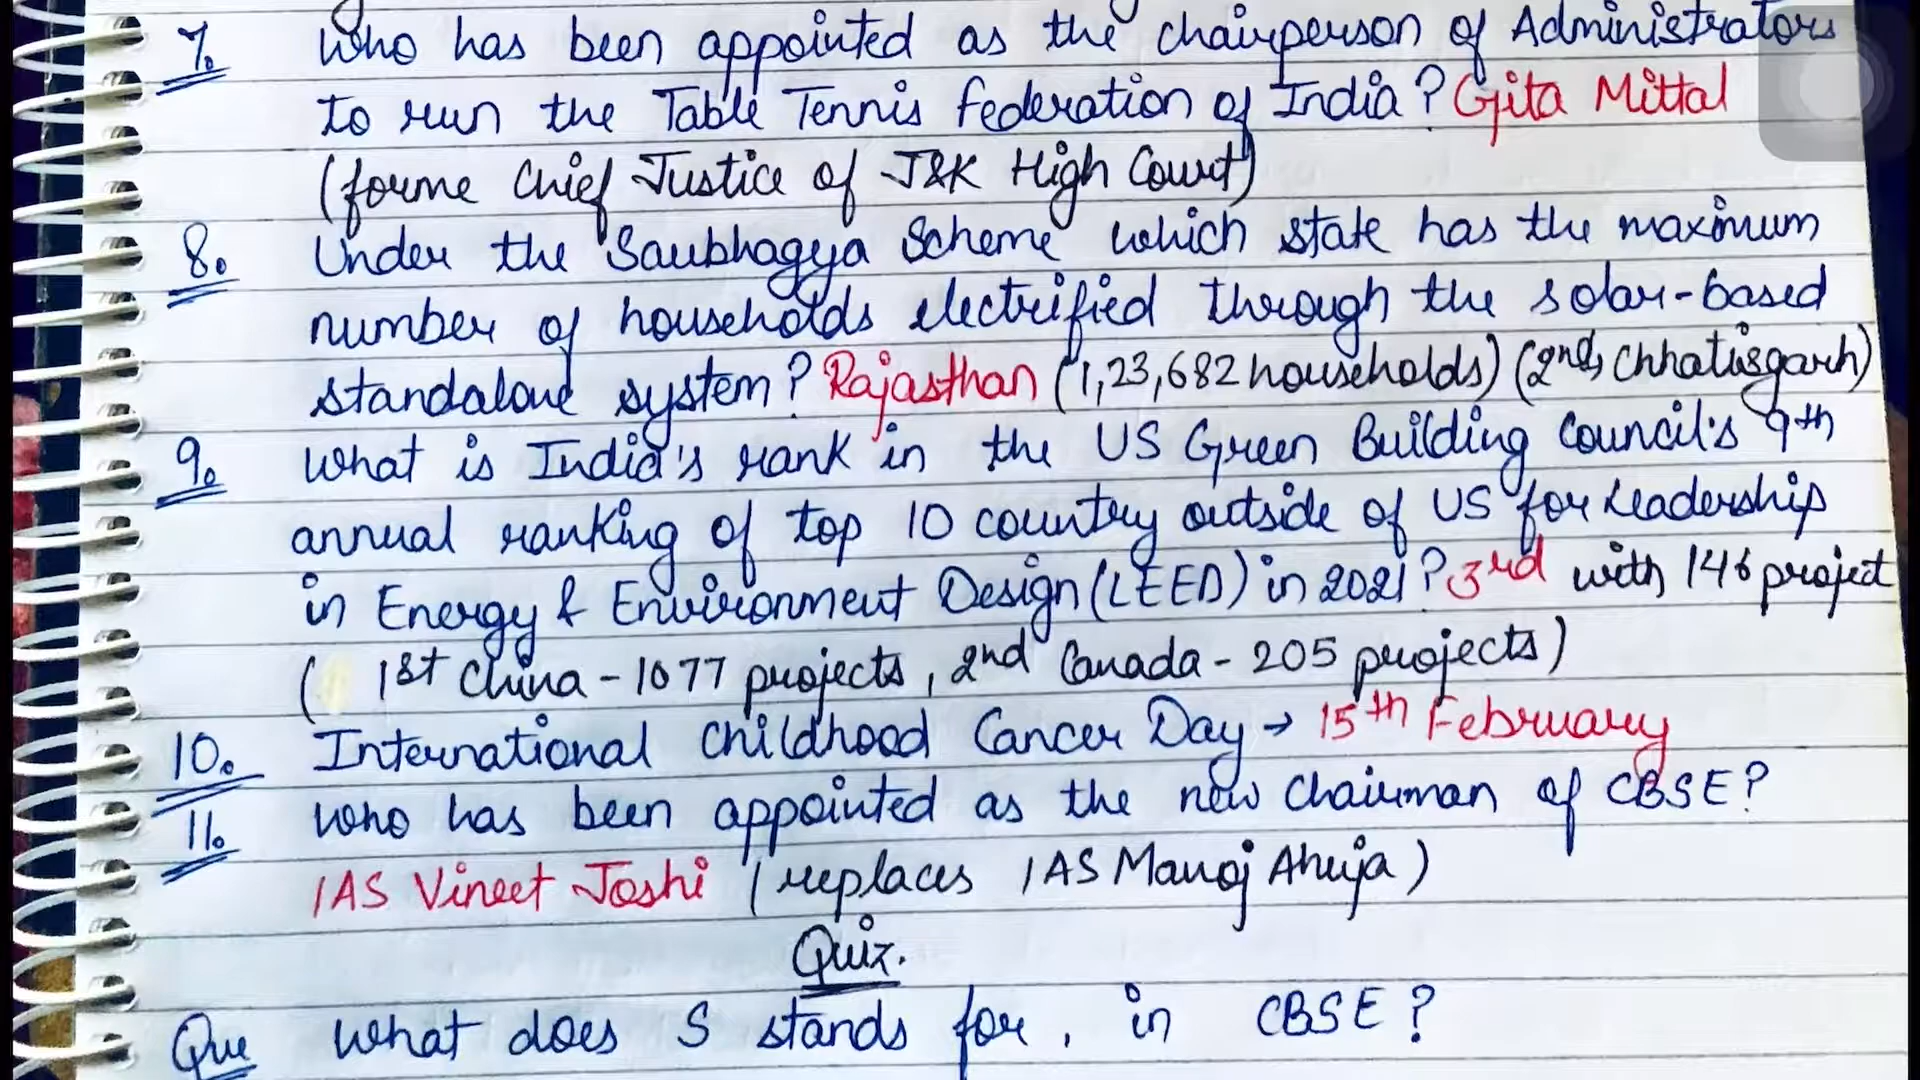 7. Who has been appointed as the chairperson of Administrators
to run the Table Tennis Federation of India? Gita Mittal
(forme Chief Justice of J&K High Court)
8. Under the 'Saubhagya Scheme' which state has the maximum
number of households electrified through the solar-based
standalone system? Rajasthan (1,23,682 households) (2nd, Chhatisgarh)
9. What is India's rank in the US Green Building Council's 9th
annual ranking of top 10 country outside of US for Leadership
in Energy & Environment Design (LEED) in 2021? 3rd with 146 project
( 1st China - 1077 projects, 2nd Canada - 205 projects)
10. International Childhood Cancer Day → 15th February
11. Who has been appointed as the new Chairman of CBSE?
IAS Vineet Joshi (replaces IAS Manoj Ahuja)
Quiz.
Que What does S stands for, in CBSE?